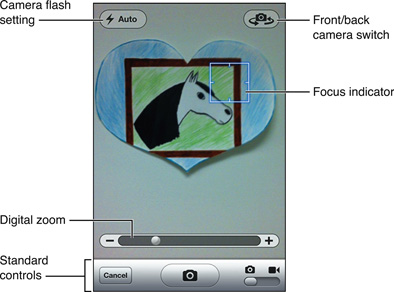 Camera flash
setting
Auto
Front/back
camera switch
Focus indicator
Digital zoom
Standard
controls
Cancel